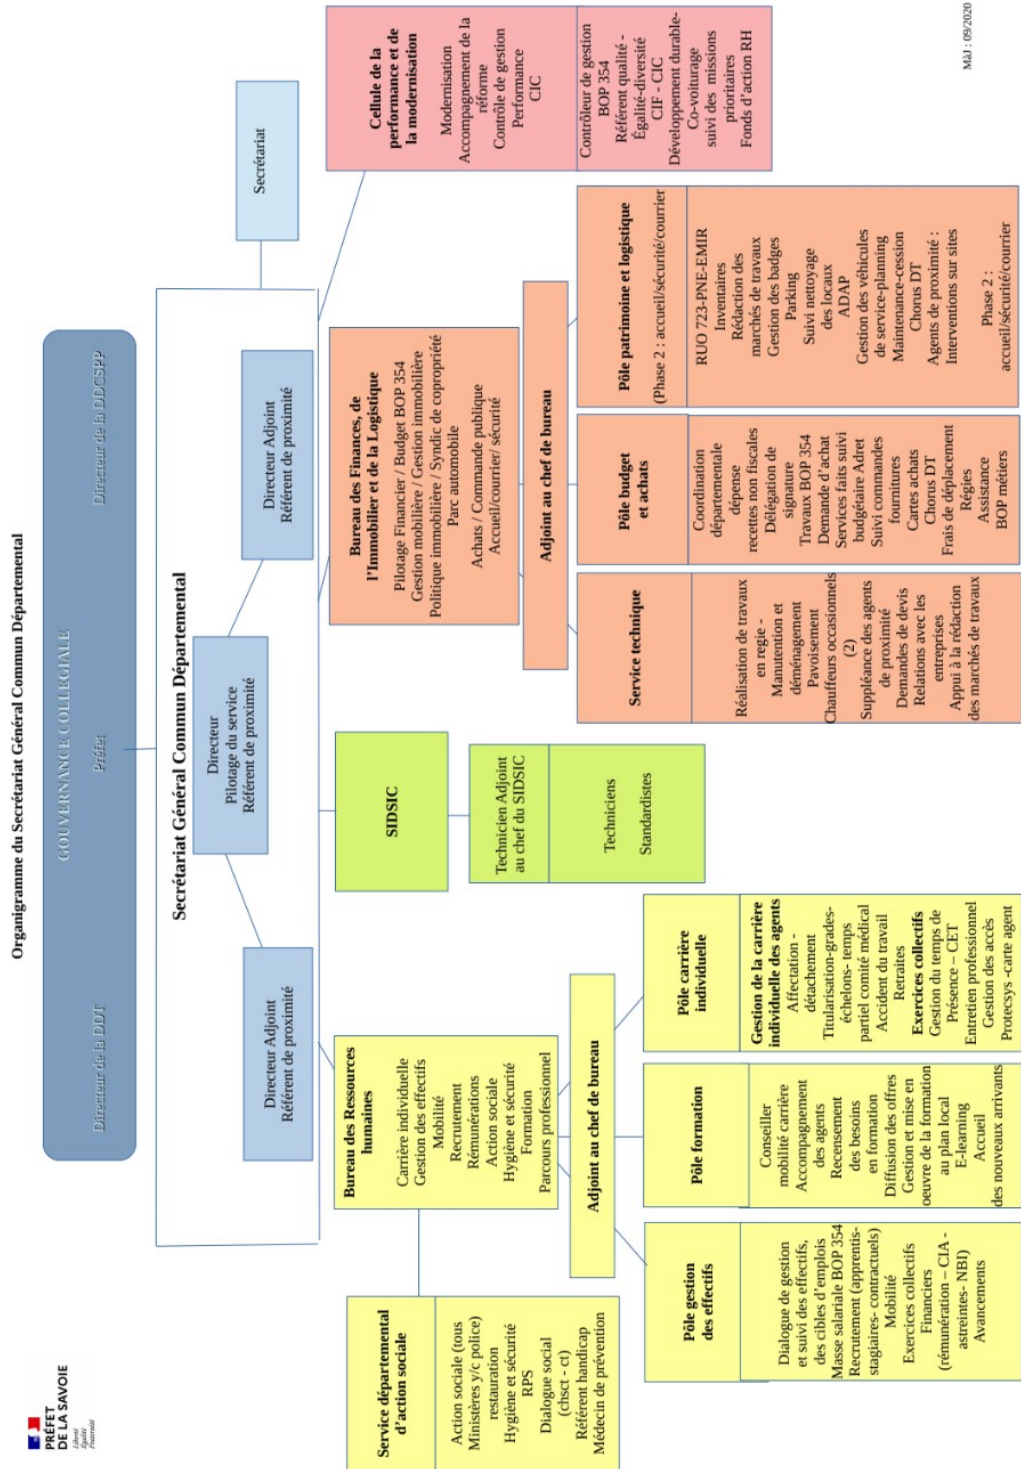 PRÉFET
DE LA SAVOIE
Liberté
Égalité
Fraternité
Organigramme du Secrétariat Général Commun Départemental
GOUVERNANCE COLLEGIALE
Directeur de la DDT
Préfet
Directeur de la DDCSPP
Secrétariat Général Commun Départemental
Directeur Adjoint
Référent de proximité
Directeur
Pilotage du service
Référent de proximité
Directeur Adjoint
Référent de proximité
Secrétariat
Service départemental
d'action sociale
Action sociale (tous
Ministères y/c police)
restauration
Hygiène et sécurité
RPS
Dialogue social
(chsct - ct)
Référent handicap
Médecin de prévention
Bureau des Ressources
humaines
Carrière individuelle
Gestion des effectifs
Mobilité
Recrutement
Rémunérations
Action sociale
Hygiène et sécurité
Formation
Parcours professionnel
Adjoint au chef de bureau
Pôle gestion
des effectifs
Dialogue de gestion
et suivi des effectifs,
des cibles d'emplois
Masse salariale BOP 354
Recrutement (apprentis-
stagiaires- contractuels)
Mobilité
Exercices collectifs
Financiers
(rémunération – CIA -
astreintes- NBI)
Avancements
Pôle formation
Conseiller
mobilité carrière
Accompagnement
des agents
Recensement
des besoins
en formation
Diffusion des offres
Gestion et mise en
oeuvre de la formation
au plan local
E-learning
Accueil
des nouveaux arrivants
Pôle carrière
individuelle
Gestion de la carrière
individuelle des agents
Affectation -
détachement
Titularisation-grades-
échelons- temps
partiel comité médical
Accident du travail
Retraites
Exercices collectifs
Gestion du temps de
Présence – CET
Entretien professionnel
Gestion des accès
Protecsys -carte agent
SIDSIC
Technicien Adjoint
au chef du SIDSIC
Techniciens
Standardistes
Bureau des Finances, de
l'Immobilier et de la Logistique
Pilotage Financier / Budget BOP 354
Gestion mobilière / Gestion immobilière
Politique immobilière / Syndic de copropriété
Parc automobile
Achats / Commande publique
Accueil/courrier/ sécurité
Adjoint au chef de bureau
Service technique
Réalisation de travaux
en regie -
Manutention et
déménagement
Pavoisement
Chauffeurs occasionnels
(2)
Suppléance des agents
de proximité
Demandes de devis
Relations avec les
entreprises
Appui à la rédaction
des marchés de travaux
Pôle budget
et achats
Coordination
départementale
dépense
recettes non fiscales
Délégation de
signature
Travaux BOP 354
Demande d'achat
Services faits suivi
budgétaire Adret
Suivi commandes
fournitures
Cartes achats
Chorus DT
Frais de déplacement
Régies
Assistance
BOP métiers
Pôle patrimoine et logistique
(Phase 2 : accueil/sécurité/courrier
RUO 723-PNE-EMIR
Inventaires
Rédaction des
marchés de travaux
Gestion des badges
Parking
Suivi nettoyage
des locaux
ADAP
Gestion des véhicules
de service-planning
Maintenance-cession
Chorus DT
Agents de proximité :
Interventions sur sites
Phase 2 :
accueil/sécurité/courrier
Cellule de la
performance et de
la modernisation
Modernisation
Accompagnement de la
réforme
Contrôle de gestion
Performance
CIC
Contrôleur de gestion
BOP 354
Référent qualité -
Égalité-diversité
CIF - CIC
Développement durable-
Co-voiturage
suivi des missions
prioritaires
Fonds d'action RH
MàJ : 09/2020